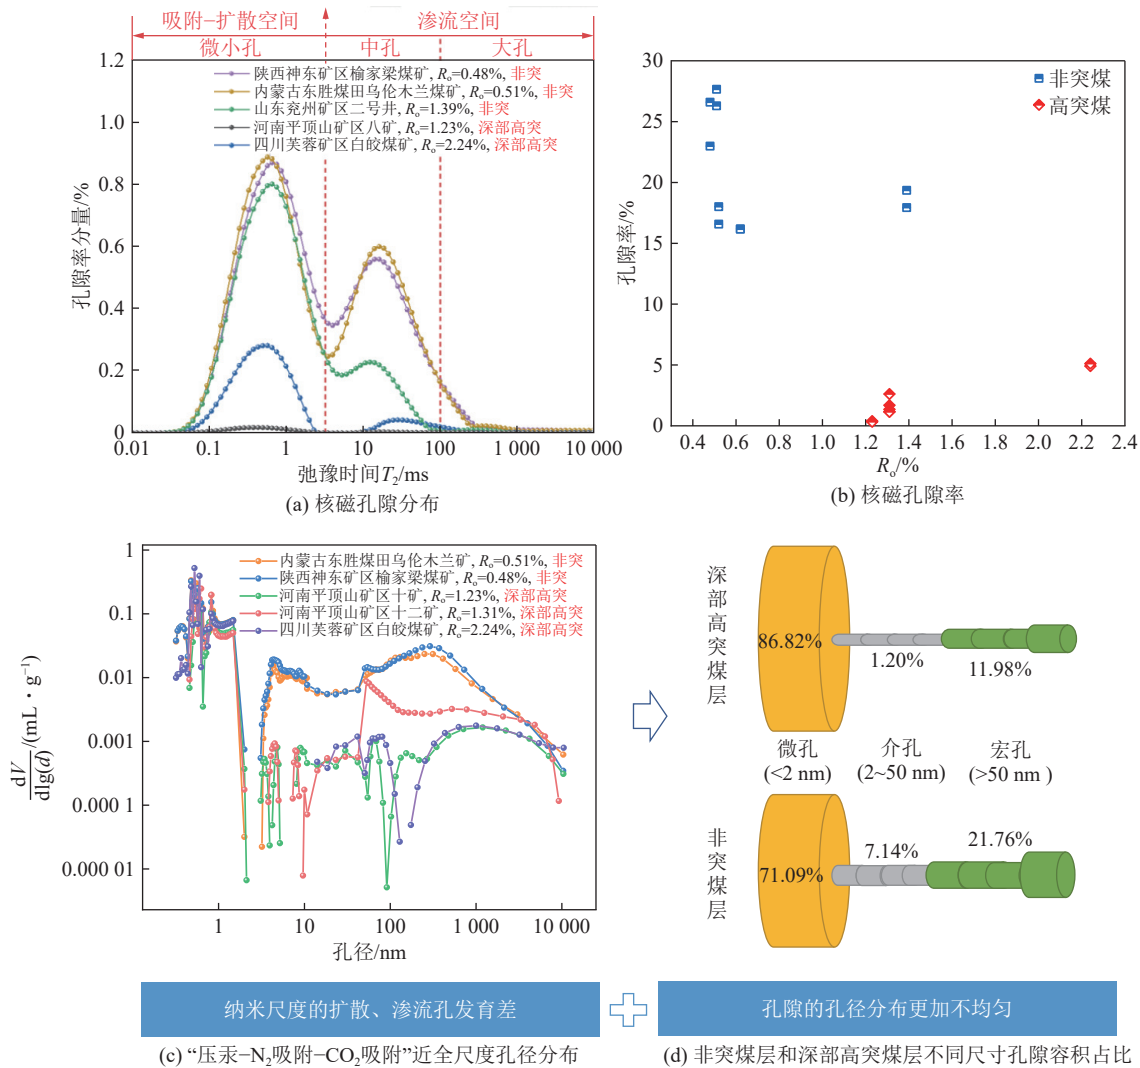 吸附–扩散空间
渗流空间
微小孔
中孔
大孔
陕西神东矿区榆家梁煤矿, Ro=0.48%, 非突
内蒙古东胜煤田乌伦木兰煤矿, Ro=0.51%, 非突
山东兖州矿区二号井, Ro=1.39%, 非突
河南平顶山矿区八矿, Ro=1.23%, 深部高突
四川芙蓉矿区白皎煤矿, Ro=2.24%, 深部高突
1.2
1.0
0.8
0.6
0.4
0.2
0
孔隙率分量/%
0.01 0.1 1 10 100 1 000 10 000
弛豫时间T2/ms
(a) 核磁孔隙分布
非突煤
高突煤
30
25
20
15
10
5
0
孔隙率/%
0.4 0.6 0.8 1.0 1.2 1.4 1.6 1.8 2.0 2.2 2.4
Ro/%
(b) 核磁孔隙率
内蒙古东胜煤田乌伦木兰矿, Ro=0.51%, 非突
陕西神东矿区榆家梁煤矿, Ro=0.48%, 非突
河南平顶山矿区十矿, Ro=1.23%, 深部高突
河南平顶山矿区十二矿, Ro=1.31%, 深部高突
四川芙蓉矿区白皎煤矿, Ro=2.24%, 深部高突
1
0.1
0.01
0.001
0.000 1
0.000 01
dV/dlg(d)/(mL·g⁻¹)
1 10 100 1 000 10 000
孔径/nm
深部高突煤层
86.82%
1.20%
11.98%
微孔 介孔 宏孔
(<2 nm) (2~50 nm) (>50 nm )
非突煤层
71.09%
7.14%
21.76%
纳米尺度的扩散、渗流孔发育差
孔隙的孔径分布更加不均匀
(c) “压汞–N2吸附–CO2吸附”近全尺度孔径分布
(d) 非突煤层和深部高突煤层不同尺寸孔隙容积占比